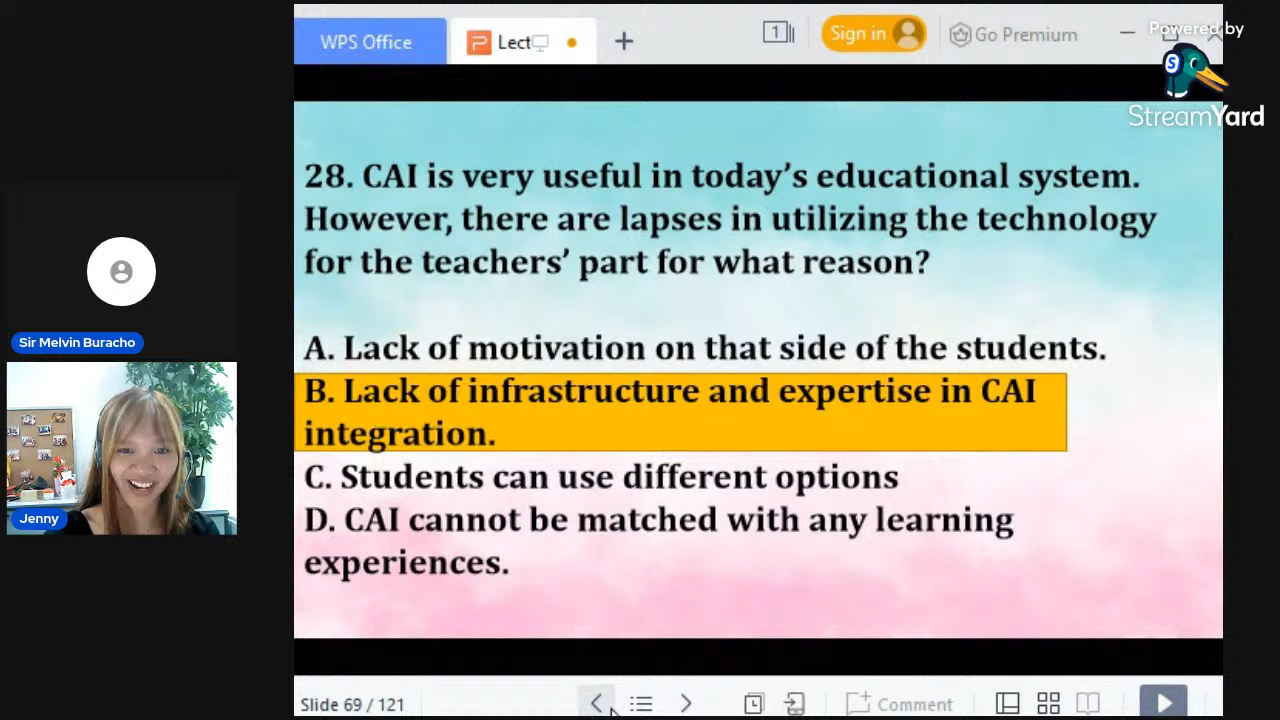 WPS Office
Lect
1
Sign in
Go Premium
Powered by
StreamYard
28. CAI is very useful in today's educational system.
However, there are lapses in utilizing the technology
for the teachers' part for what reason?
A. Lack of motivation on that side of the students.
B. Lack of infrastructure and expertise in CAI
integration.
C. Students can use different options
D. CAI cannot be matched with any learning
experiences.
Sir Melvin Buracho
Jenny
Slide 69 / 121
Comment